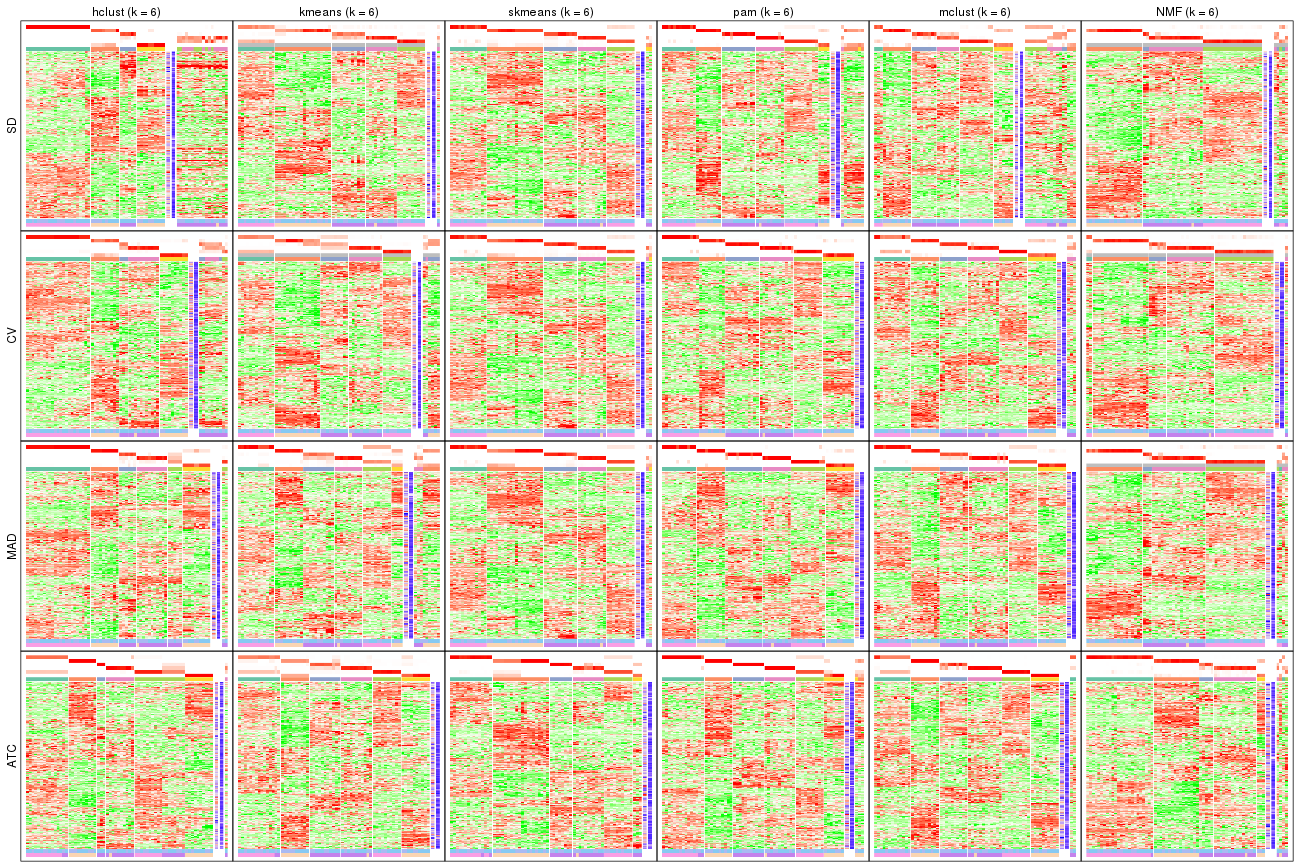 hclust (k = 6) kmeans (k = 6) skmeans (k = 6) pam (k = 6) mclust (k = 6) NMF (k = 6)
SD
CV
MAD
ATC